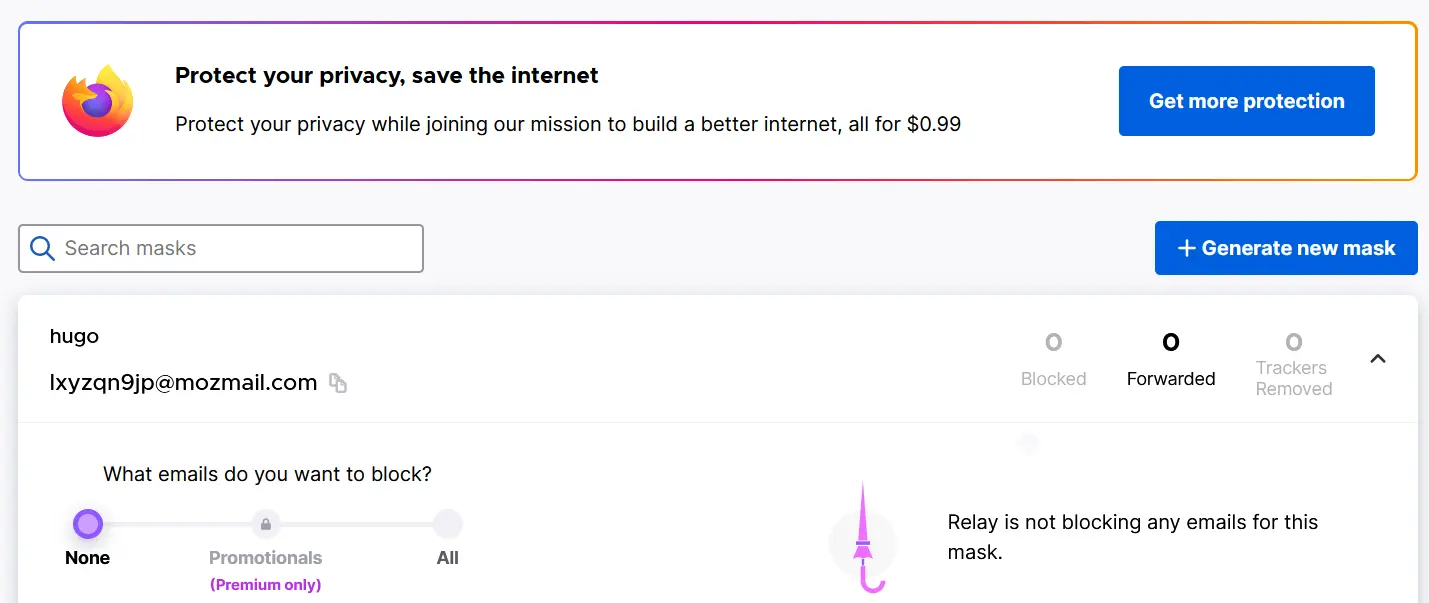 Protect your privacy, save the internet
Protect your privacy while joining our mission to build a better internet, all for $0.99
Get more protection
Search masks
+ Generate new mask
hugo
lxyzqn9jp@mozmail.com
0
Blocked
0
Forwarded
0
Trackers
Removed
What emails do you want to block?
None
Promotionals
(Premium only)
All
Relay is not blocking any emails for this
mask.